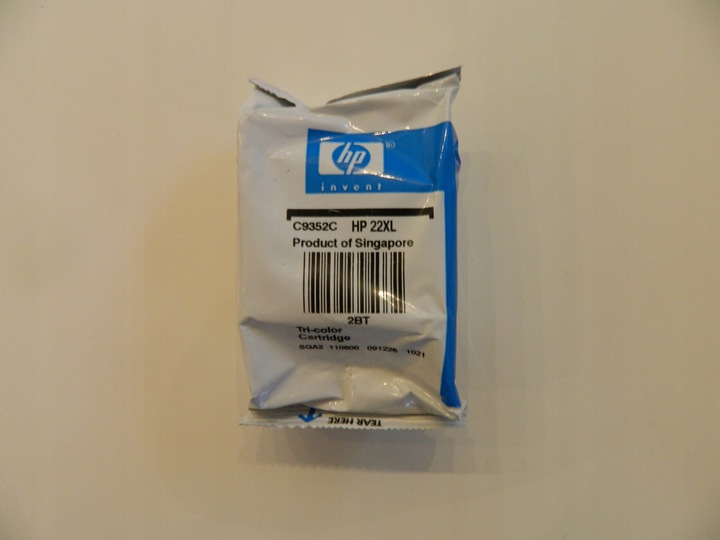 hp®
invent
C9352C HP 22XL
Product of Singapore
2BT
Tri-color
Cartridge
SGA2 110800 091226 1021
TEAR HERE